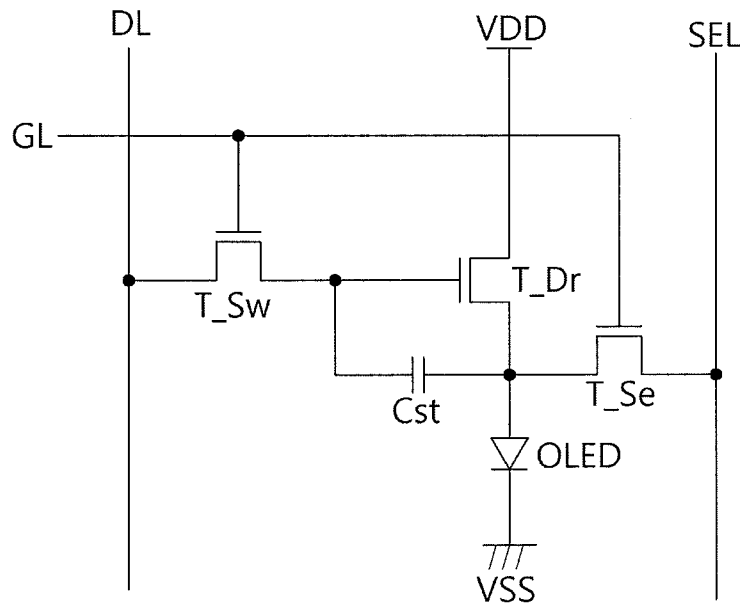 DL
VDD
SEL
GL
T_Dr
T_Sw
T_Se
Cst
OLED
VSS